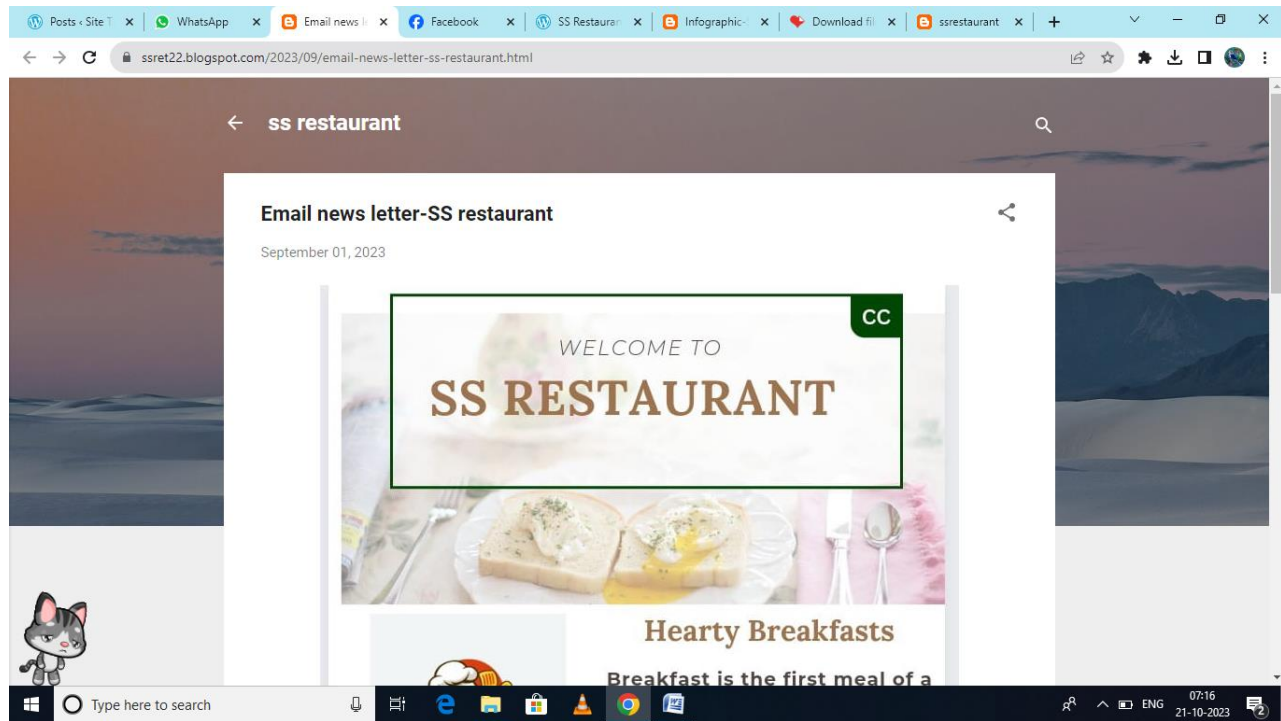 Posts ‹ Site T
WhatsApp
Email news l
Facebook
SS Restauran
Infographic-
Download fil
ssrestaurant
ssret22.blogspot.com/2023/09/email-news-letter-ss-restaurant.html
ss restaurant
Email news letter-SS restaurant
September 01, 2023
CC
WELCOME TO
SS RESTAURANT
Hearty Breakfasts
Breakfast is the first meal of a
Type here to search
ENG
07:16
21-10-2023
2